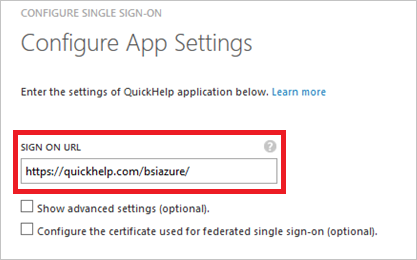 CONFIGURE SINGLE SIGN-ON
Configure App Settings
Enter the settings of QuickHelp application below. Learn more
SIGN ON URL ?
https://quickhelp.com/bsiazure/
Show advanced settings (optional).
Configure the certificate used for federated single sign-on (optional).